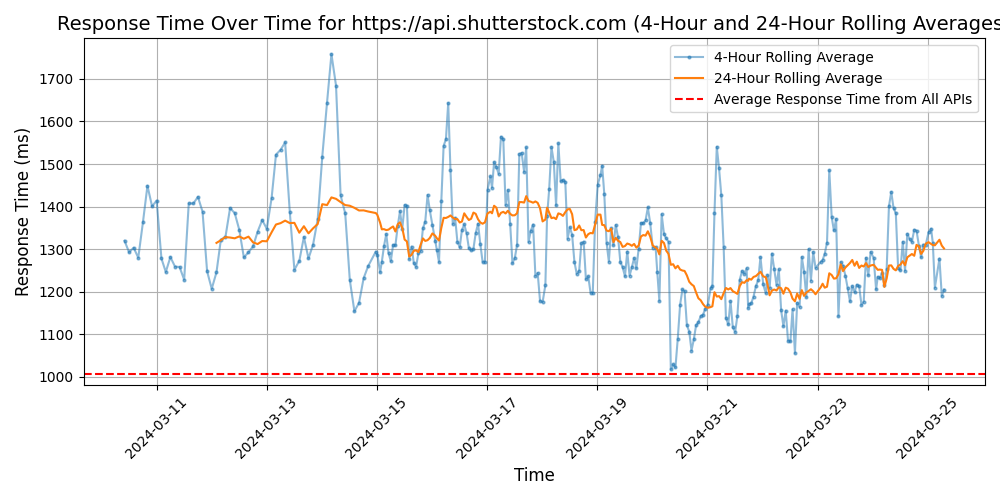 Response Time Over Time for https://api.shutterstock.com (4-Hour and 24-Hour Rolling Averages
4-Hour Rolling Average
24-Hour Rolling Average
Average Response Time from All APIs
Response Time (ms)
1700
1600
1500
1400
1300
1200
1100
1000
2024-03-11
2024-03-13
2024-03-15
2024-03-17
2024-03-19
2024-03-21
2024-03-23
2024-03-25
Time